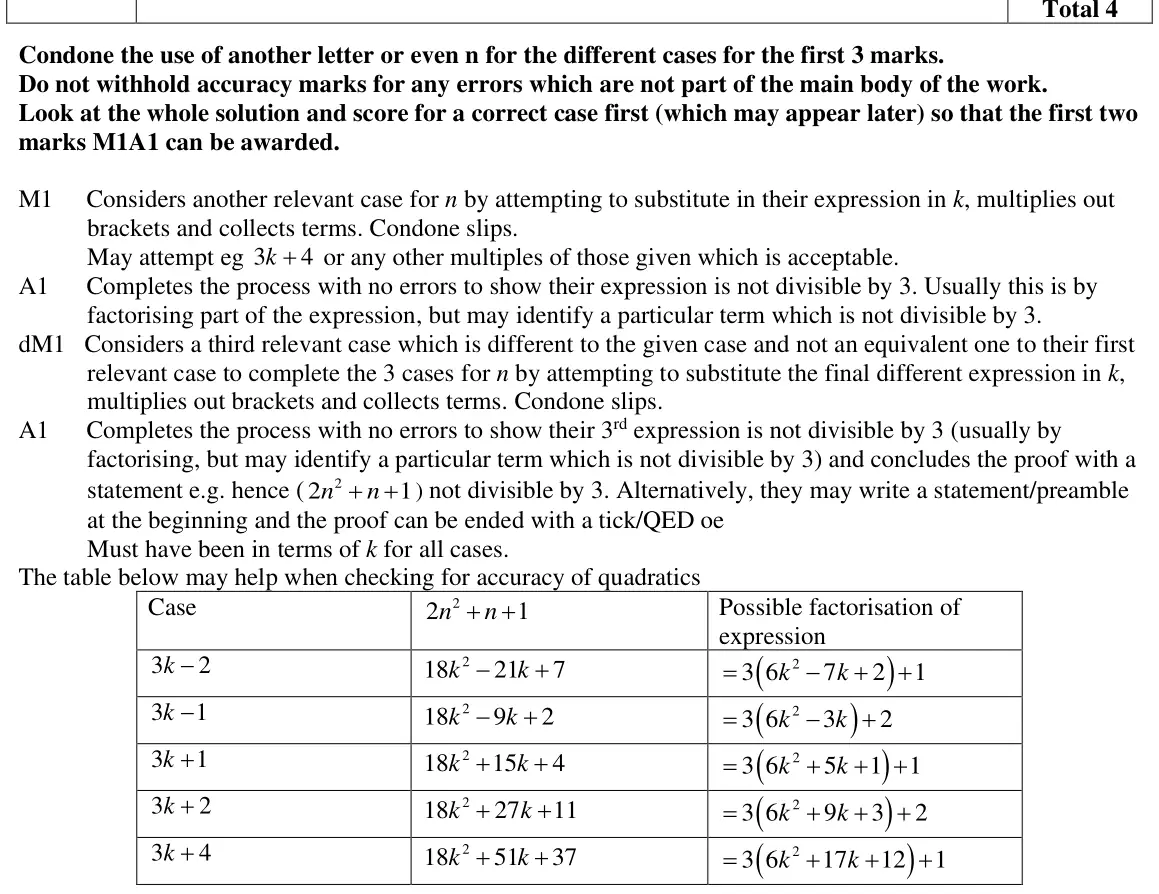 Total 4
Condone the use of another letter or even n for the different cases for the first 3 marks.
Do not withhold accuracy marks for any errors which are not part of the main body of the work.
Look at the whole solution and score for a correct case first (which may appear later) so that the first two
marks M1A1 can be awarded.
M1 Considers another relevant case for n by attempting to substitute in their expression in k, multiplies out
brackets and collects terms. Condone slips.
May attempt eg 3k + 4 or any other multiples of those given which is acceptable.
A1 Completes the process with no errors to show their expression is not divisible by 3. Usually this is by
factorising part of the expression, but may identify a particular term which is not divisible by 3.
dM1 Considers a third relevant case which is different to the given case and not an equivalent one to their first
relevant case to complete the 3 cases for n by attempting to substitute the final different expression in k,
multiplies out brackets and collects terms. Condone slips.
A1 Completes the process with no errors to show their 3rd expression is not divisible by 3 (usually by
factorising, but may identify a particular term which is not divisible by 3) and concludes the proof with a
statement e.g. hence (2n² + n + 1) not divisible by 3. Alternatively, they may write a statement/preamble
at the beginning and the proof can be ended with a tick/QED oe
Must have been in terms of k for all cases.
The table below may help when checking for accuracy of quadratics
Case 2n² + n + 1 Possible factorisation of
expression
3k − 2 18k² − 21k + 7 = 3(6k² − 7k + 2) + 1
3k − 1 18k² − 9k + 2 = 3(6k² − 3k) + 2
3k + 1 18k² + 15k + 4 = 3(6k² + 5k + 1) + 1
3k + 2 18k² + 27k + 11 = 3(6k² + 9k + 3) + 2
3k + 4 18k² + 51k + 37 = 3(6k² + 17k + 12) + 1